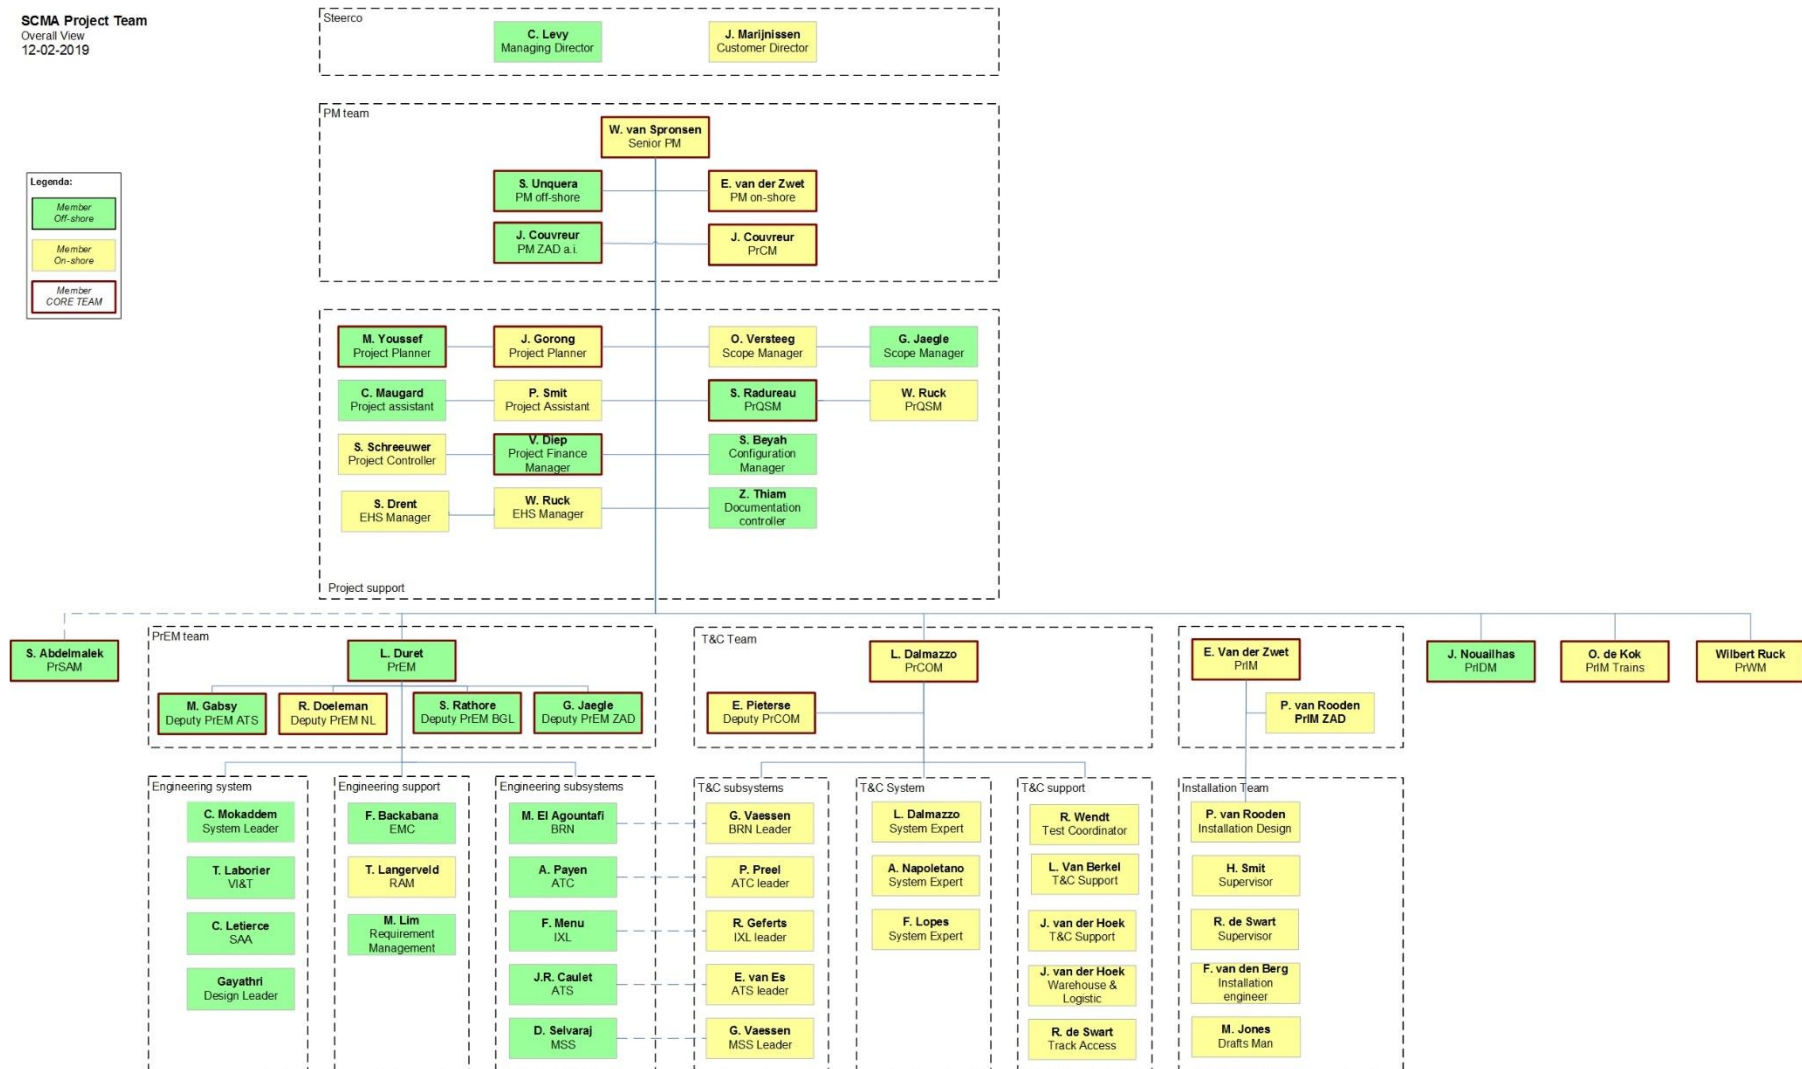 SCMA Project Team
Overall View
12-02-2019
Legenda:
Member
Off-shore
Member
On-shore
Member
CORE TEAM
Steerco
C. Levy
Managing Director
J. Marijnissen
Customer Director
PM team
W. van Spronsen
Senior PM
S. Unquera
PM off-shore
E. van der Zwet
PM on-shore
J. Couvreur
PM ZAD a.i.
J. Couvreur
PrCM
M. Youssef
Project Planner
J. Gorong
Project Planner
O. Versteeg
Scope Manager
G. Jaegle
Scope Manager
C. Maugard
Project assistant
P. Smit
Project Assistant
S. Radureau
PrQSM
W. Ruck
PrQSM
S. Schreeuwer
Project Controller
V. Diep
Project Finance
Manager
S. Beyah
Configuration
Manager
S. Drent
EHS Manager
W. Ruck
EHS Manager
Z. Thiam
Documentation
controller
Project support
S. Abdelmalek
PrSAM
PrEM team
L. Duret
PrEM
M. Gabsy
Deputy PrEM ATS
R. Doeleman
Deputy PrEM NL
S. Rathore
Deputy PrEM BGL
G. Jaegle
Deputy PrEM ZAD
T&C Team
L. Dalmazzo
PrCOM
E. Pieterse
Deputy PrCOM
E. Van der Zwet
PrIM
P. van Rooden
PrIM ZAD
J. Nouailhas
PrIDM
O. de Kok
PrIM Trains
Wilbert Ruck
PrWM
Engineering system
C. Mokaddem
System Leader
T. Laborier
VI&T
C. Letierce
SAA
Gayathri
Design Leader
Engineering support
F. Backabana
EMC
T. Langerveld
RAM
M. Lim
Requirement
Management
Engineering subsystems
M. El Agountafi
BRN
A. Payen
ATC
F. Menu
IXL
J.R. Caulet
ATS
D. Selvaraj
MSS
T&C subsystems
G. Vaessen
BRN Leader
P. Preel
ATC leader
R. Geferts
IXL leader
E. van Es
ATS leader
G. Vaessen
MSS Leader
T&C System
L. Dalmazzo
System Expert
A. Napoletano
System Expert
F. Lopes
System Expert
T&C support
R. Wendt
Test Coordinator
L. Van Berkel
T&C Support
J. van der Hoek
T&C Support
J. van der Hoek
Warehouse &
Logistic
R. de Swart
Track Access
Installation Team
P. van Rooden
Installation Design
H. Smit
Supervisor
R. de Swart
Supervisor
F. van den Berg
Installation
engineer
M. Jones
Drafts Man